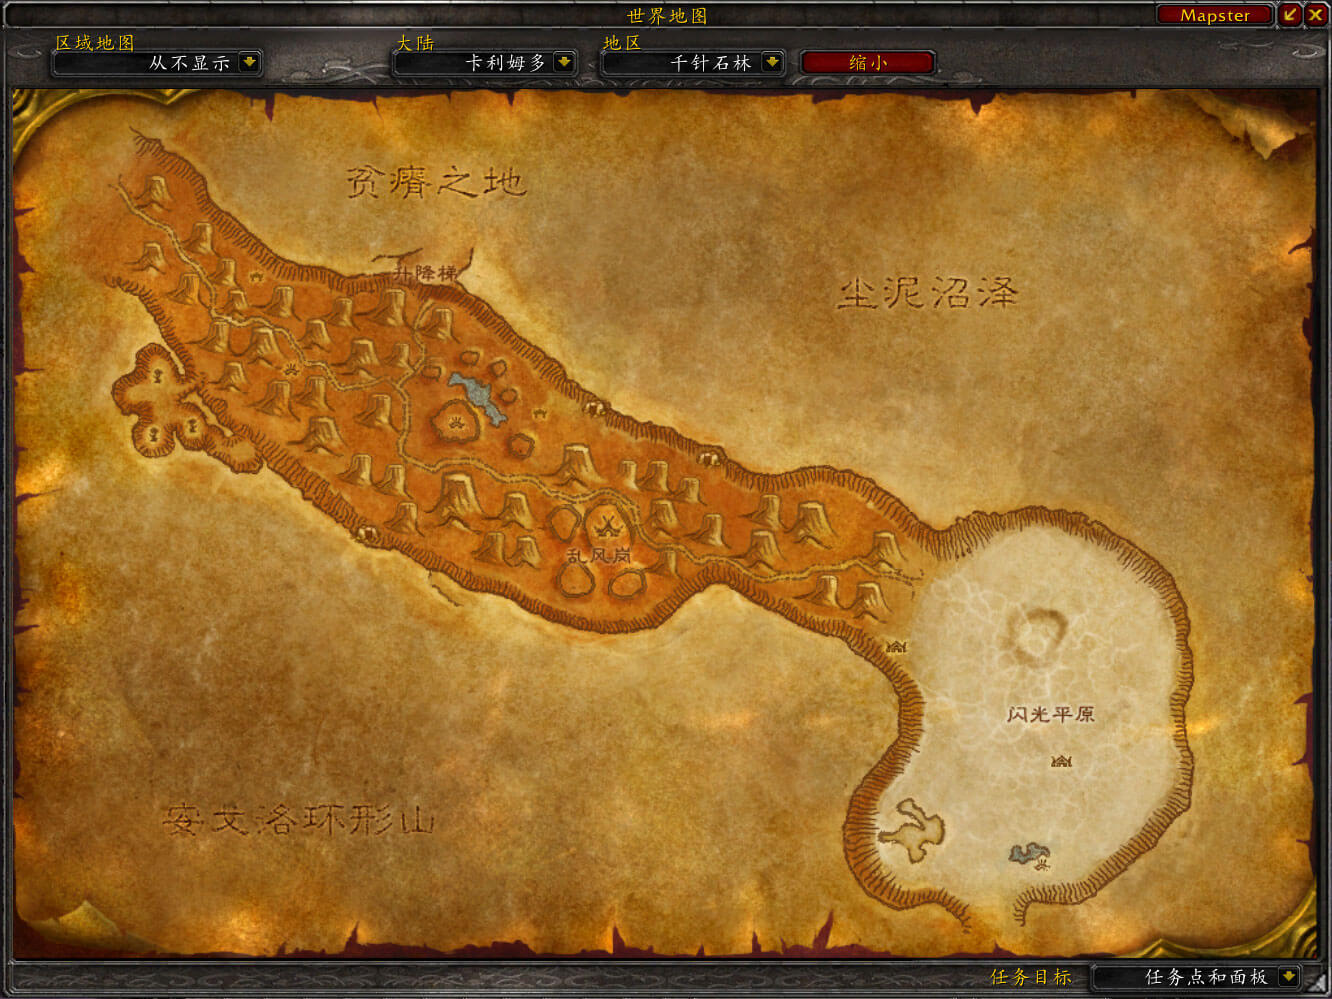 世界地图
Mapster
区域地图
大陆
地区
从不显示
卡利姆多
千针石林
缩小
贫瘠之地
升降梯
尘泥沼泽
乱风岗
闪光平原
安戈洛环形山
任务目标
任务点和面板